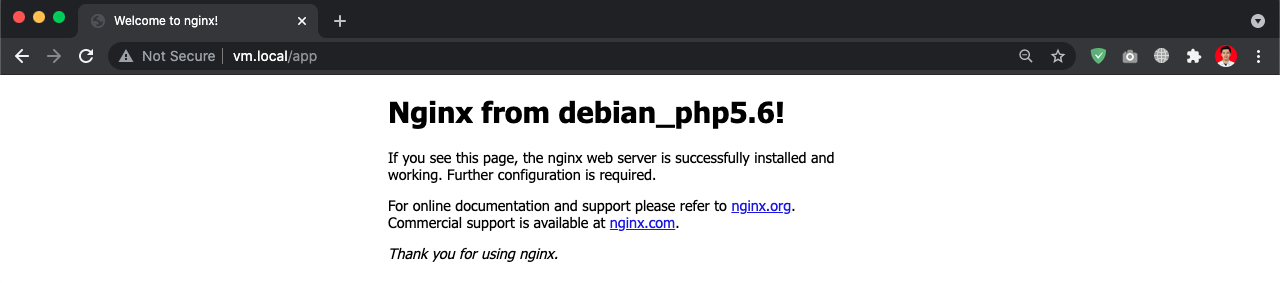 Welcome to nginx!
Not Secure | vm.local/app
Nginx from debian_php5.6!
If you see this page, the nginx web server is successfully installed and
working. Further configuration is required.
For online documentation and support please refer to nginx.org.
Commercial support is available at nginx.com.
Thank you for using nginx.